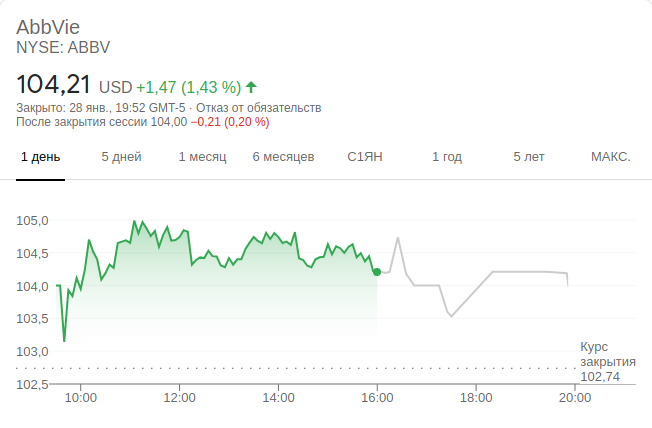 AbbVie
NYSE: ABBV
104,21 USD +1,47 (1,43 %)
Закрыто: 28 янв., 19:52 GMT-5 · Отказ от обязательств
После закрытия сессии 104,00 −0,21 (0,20 %)
1 день 5 дней 1 месяц 6 месяцев С1ЯН 1 год 5 лет МАКС.
105,0
104,5
104,0
103,5
103,0
102,5
Курс
закрытия
102,74
10:00 12:00 14:00 16:00 18:00 20:00